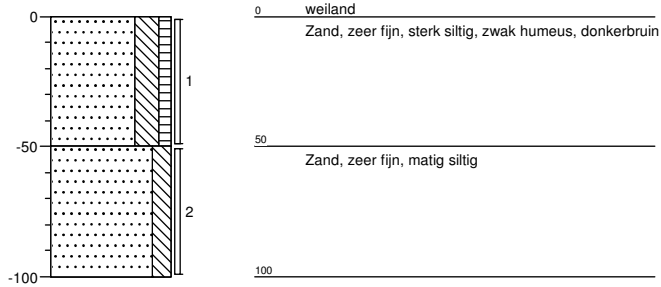 0
0
weiland
Zand, zeer fijn, sterk siltig, zwak humeus, donkerbruin
1
-50
50
Zand, zeer fijn, matig siltig
2
-100
100